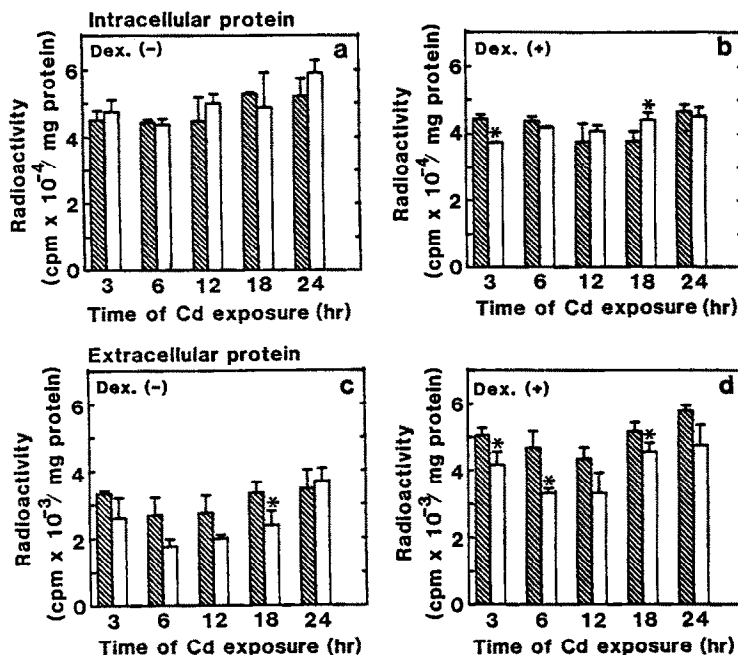 Intracellular protein
Dex. (-)
a
Radioactivity
(cpm x 10⁻⁴/ mg protein)
6
4
2
0
3 6 12 18 24
Time of Cd exposure (hr)
Dex. (+)
b
*
*
Radioactivity
(cpm x 10⁻⁴/ mg protein)
6
4
2
0
3 6 12 18 24
Time of Cd exposure (hr)
Extracellular protein
Dex. (-)
c
*
Radioactivity
(cpm x 10⁻³/ mg protein)
6
4
2
0
3 6 12 18 24
Time of Cd exposure (hr)
Dex. (+)
d
*
*
*
Radioactivity
(cpm x 10⁻³/ mg protein)
6
4
2
0
3 6 12 18 24
Time of Cd exposure (hr)